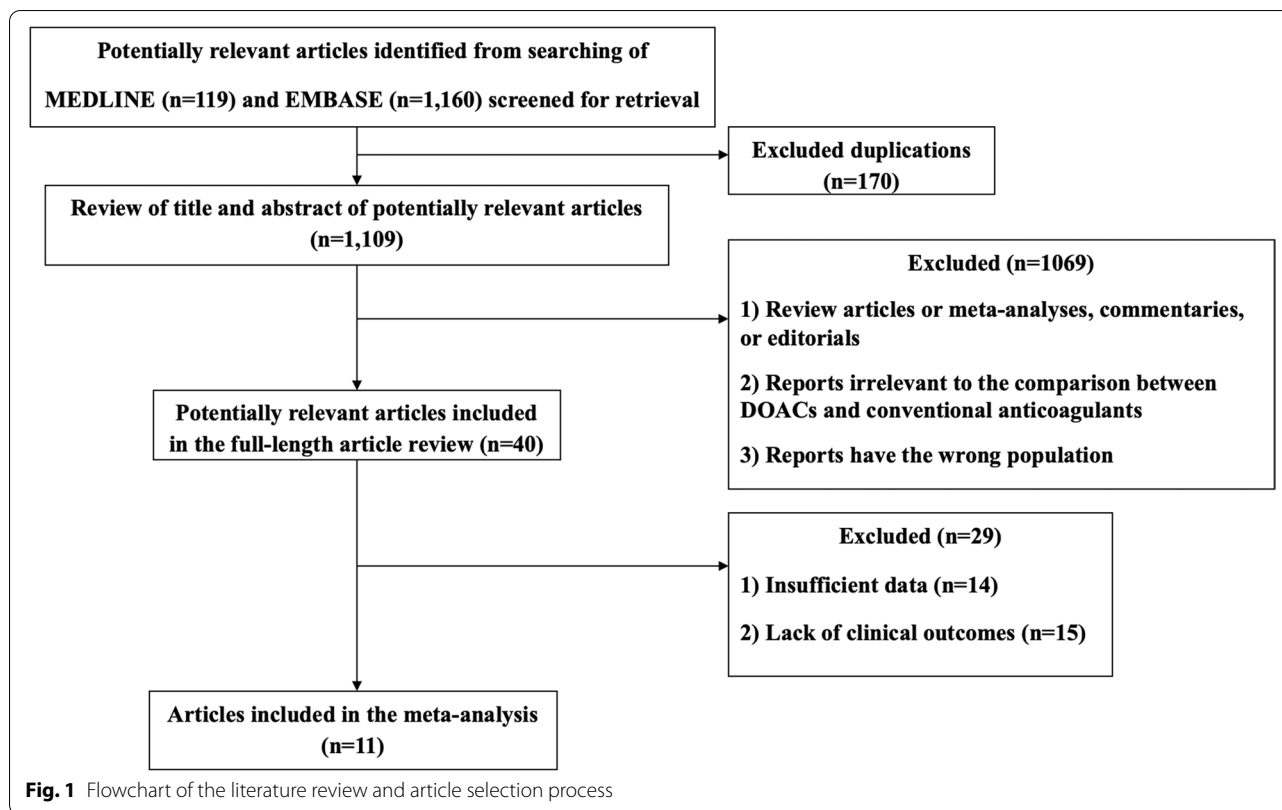 Potentially relevant articles identified from searching of
MEDLINE (n=119) and EMBASE (n=1,160) screened for retrieval
Excluded duplications
(n=170)
Review of title and abstract of potentially relevant articles
(n=1,109)
Excluded (n=1069)
1) Review articles or meta-analyses, commentaries,
or editorials
2) Reports irrelevant to the comparison between
DOACs and conventional anticoagulants
3) Reports have the wrong population
Potentially relevant articles included
in the full-length article review (n=40)
Excluded (n=29)
1) Insufficient data (n=14)
2) Lack of clinical outcomes (n=15)
Articles included in the meta-analysis
(n=11)
Fig. 1 Flowchart of the literature review and article selection process